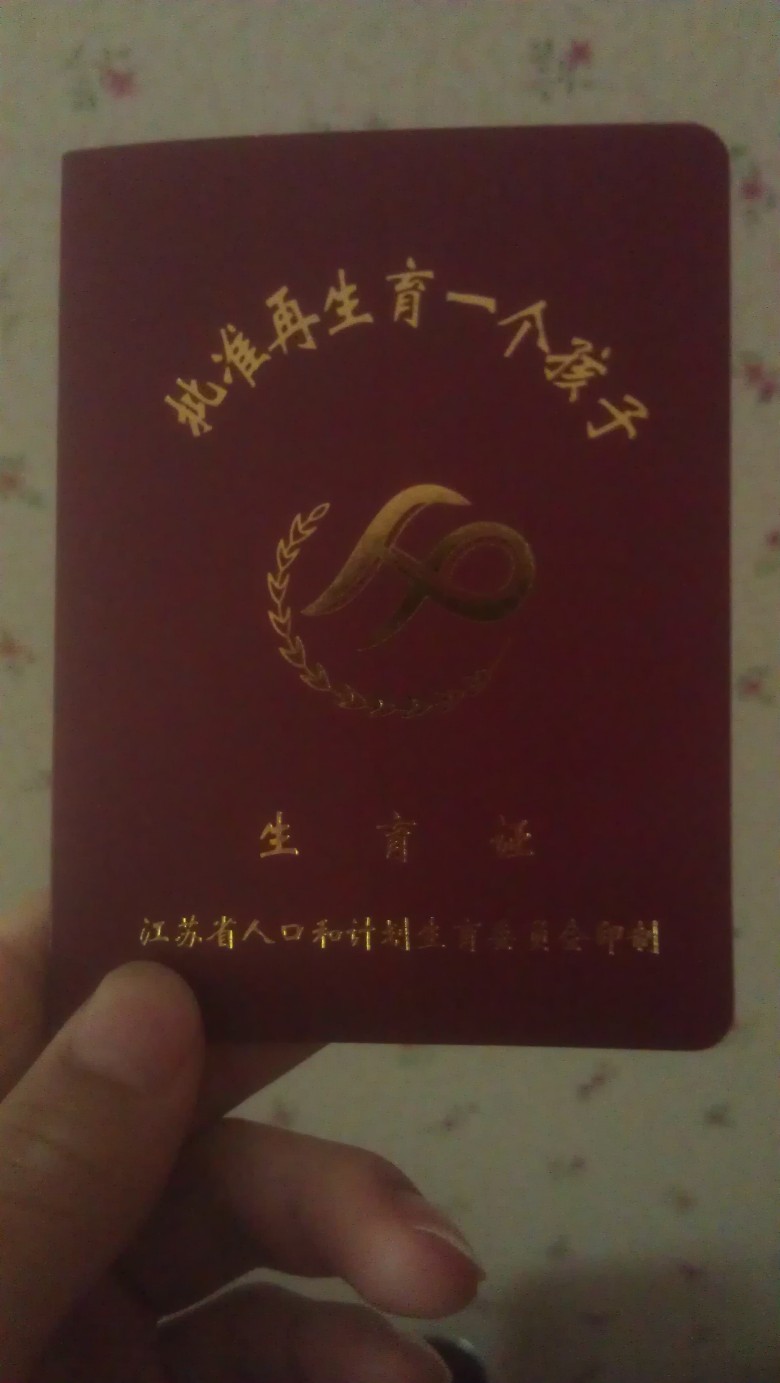 批准再生育一个孩子
生育证
江苏省人口和计划生育委员会印制